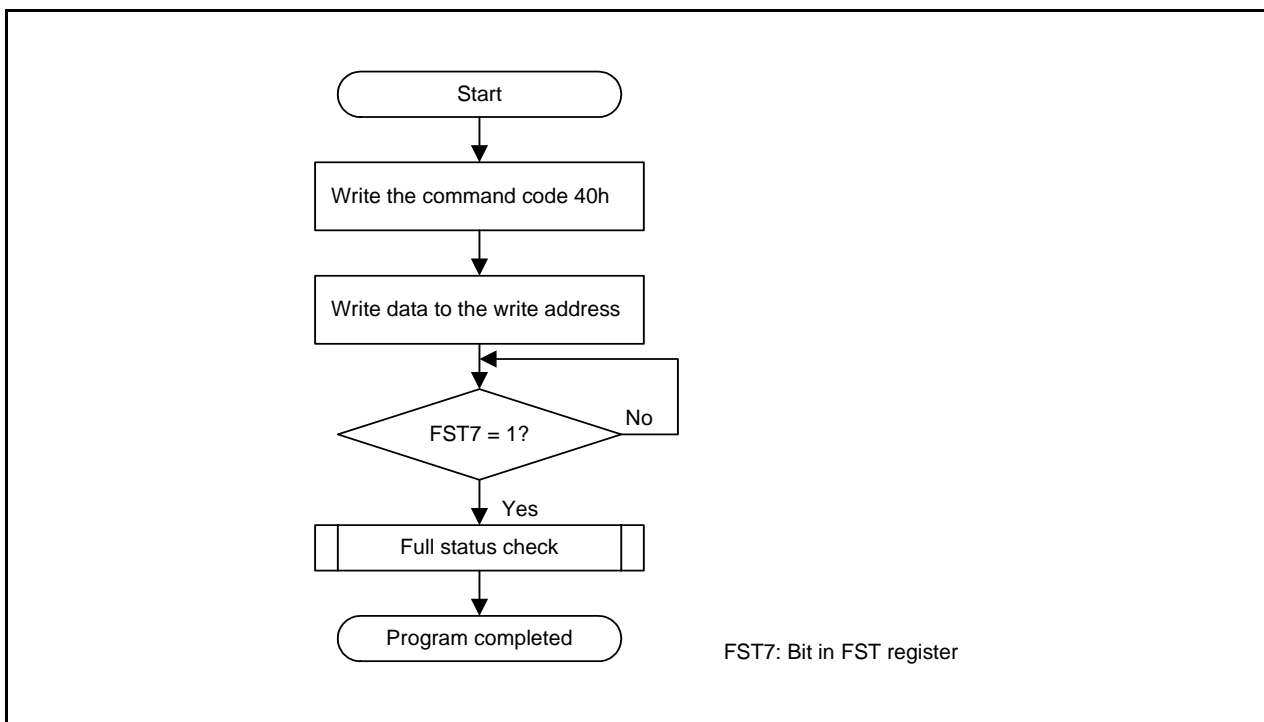 Start
Write the command code 40h
Write data to the write address
FST7 = 1?
No
Yes
Full status check
Program completed
FST7: Bit in FST register